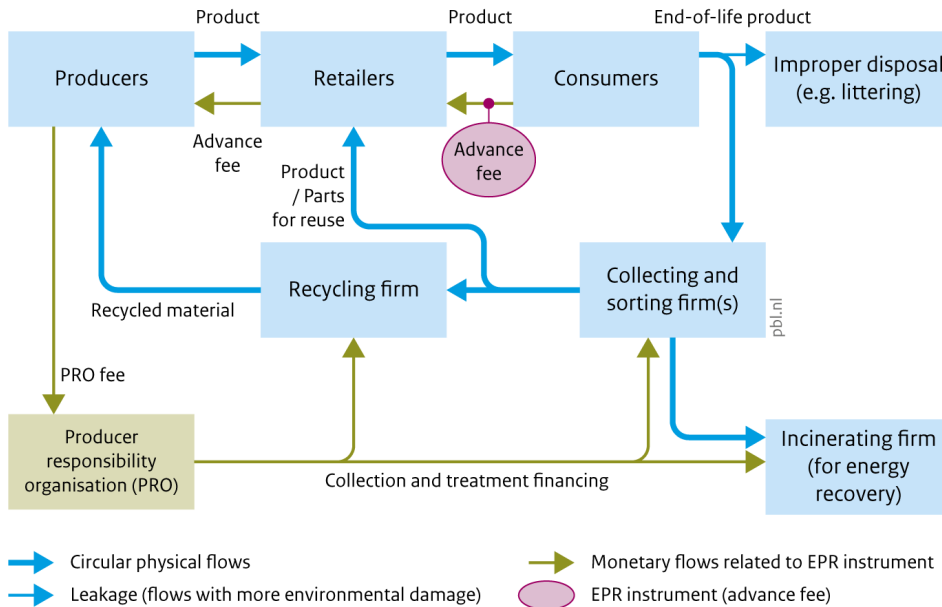 Product
Product
End-of-life product
Producers
Retailers
Consumers
Improper disposal
(e.g. littering)
Advance
fee
Advance
fee
Product
/ Parts
for reuse
Recycling firm
Collecting and
sorting firm(s)
pbl.nl
Recycled material
PRO fee
Producer
responsibility
organisation (PRO)
Collection and treatment financing
Incinerating firm
(for energy
recovery)
Circular physical flows
Monetary flows related to EPR instrument
Leakage (flows with more environmental damage)
EPR instrument (advance fee)